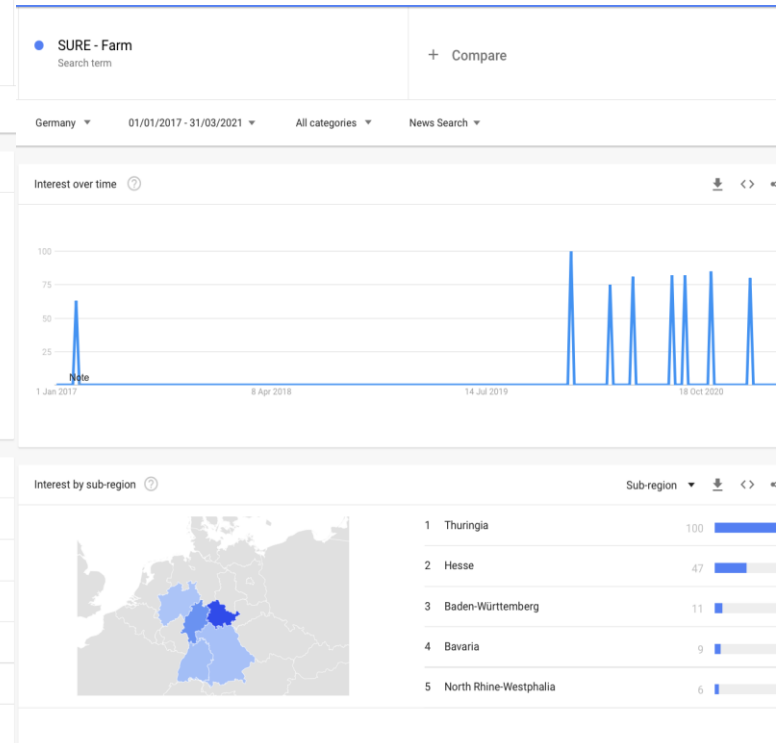 SURE - Farm
Search term
+ Compare
Germany
01/01/2017 - 31/03/2021
All categories
News Search
Interest over time ?
100
75
50
25
Note
1 Jan 2017
8 Apr 2018
14 Jul 2019
18 Oct 2020
Interest by sub-region ?
Sub-region
1 Thuringia 100
2 Hesse 47
3 Baden-Württemberg 11
4 Bavaria 9
5 North Rhine-Westphalia 6